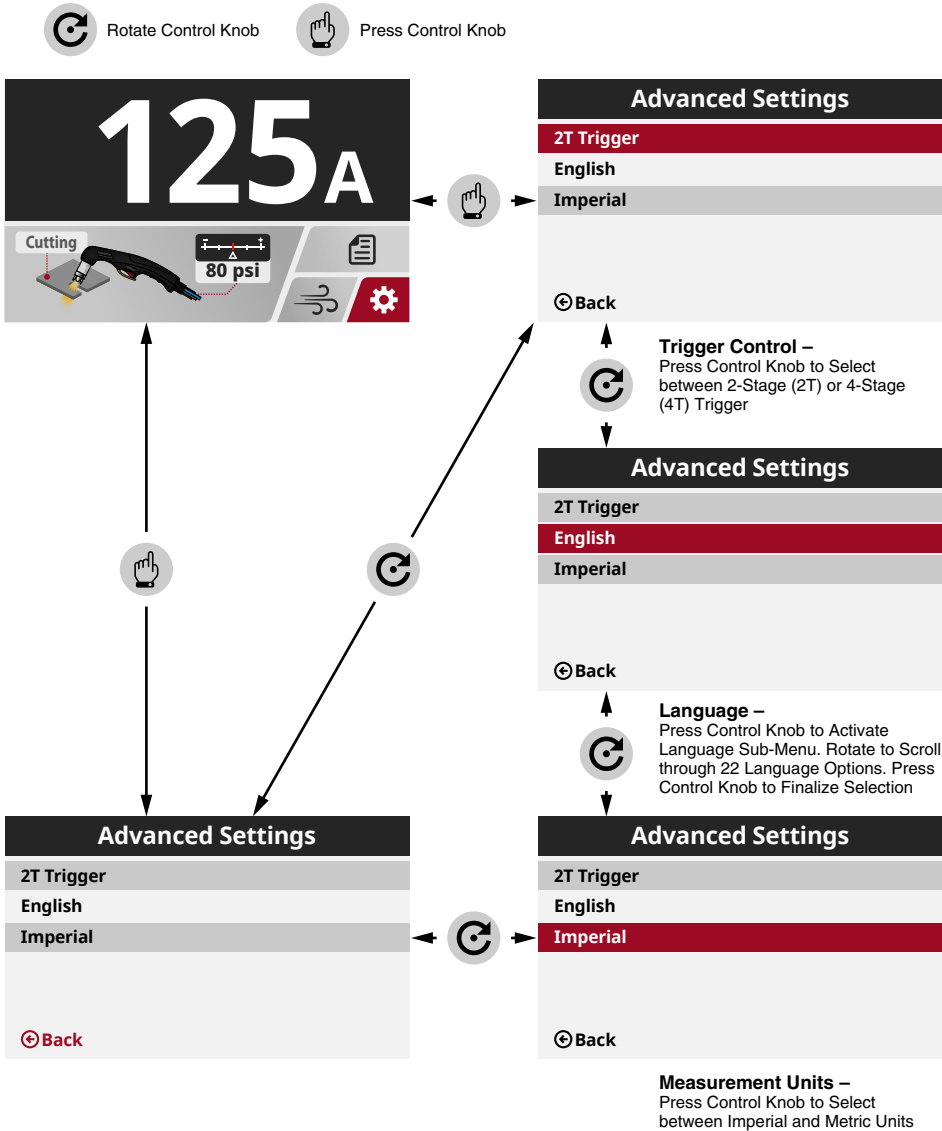 Rotate Control Knob
Press Control Knob
125A
Cutting
- +
80 psi
Advanced Settings
2T Trigger
English
Imperial
Back
Trigger Control –
Press Control Knob to Select
between 2-Stage (2T) or 4-Stage
(4T) Trigger
Advanced Settings
2T Trigger
English
Imperial
Back
Language –
Press Control Knob to Activate
Language Sub-Menu. Rotate to Scroll
through 22 Language Options. Press
Control Knob to Finalize Selection
Advanced Settings
2T Trigger
English
Imperial
Back
Advanced Settings
2T Trigger
English
Imperial
Back
Measurement Units –
Press Control Knob to Select
between Imperial and Metric Units